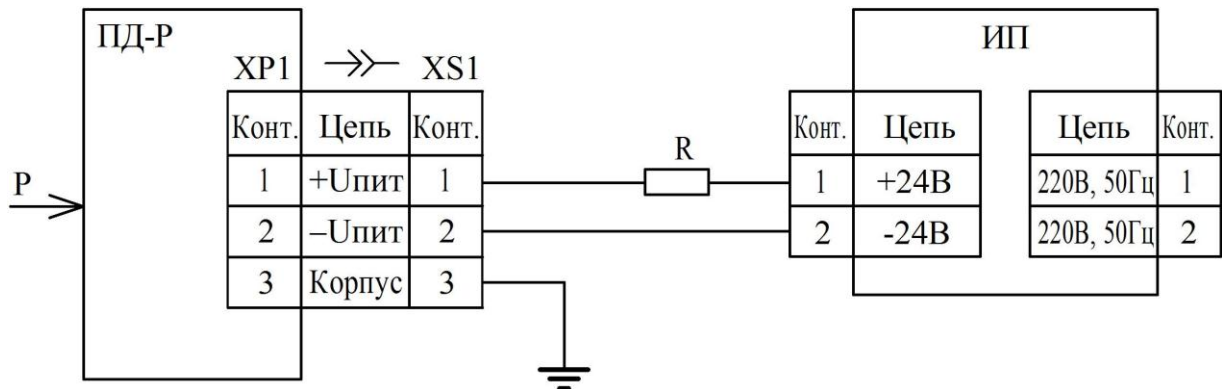 ПД-Р
ИП
XP1 XS1
Конт. Цепь Конт.
1 +Uпит 1
2 –Uпит 2
3 Корпус 3
P
R
Конт. Цепь
1 +24В
2 -24В
Цепь Конт.
220В, 50Гц 1
220В, 50Гц 2